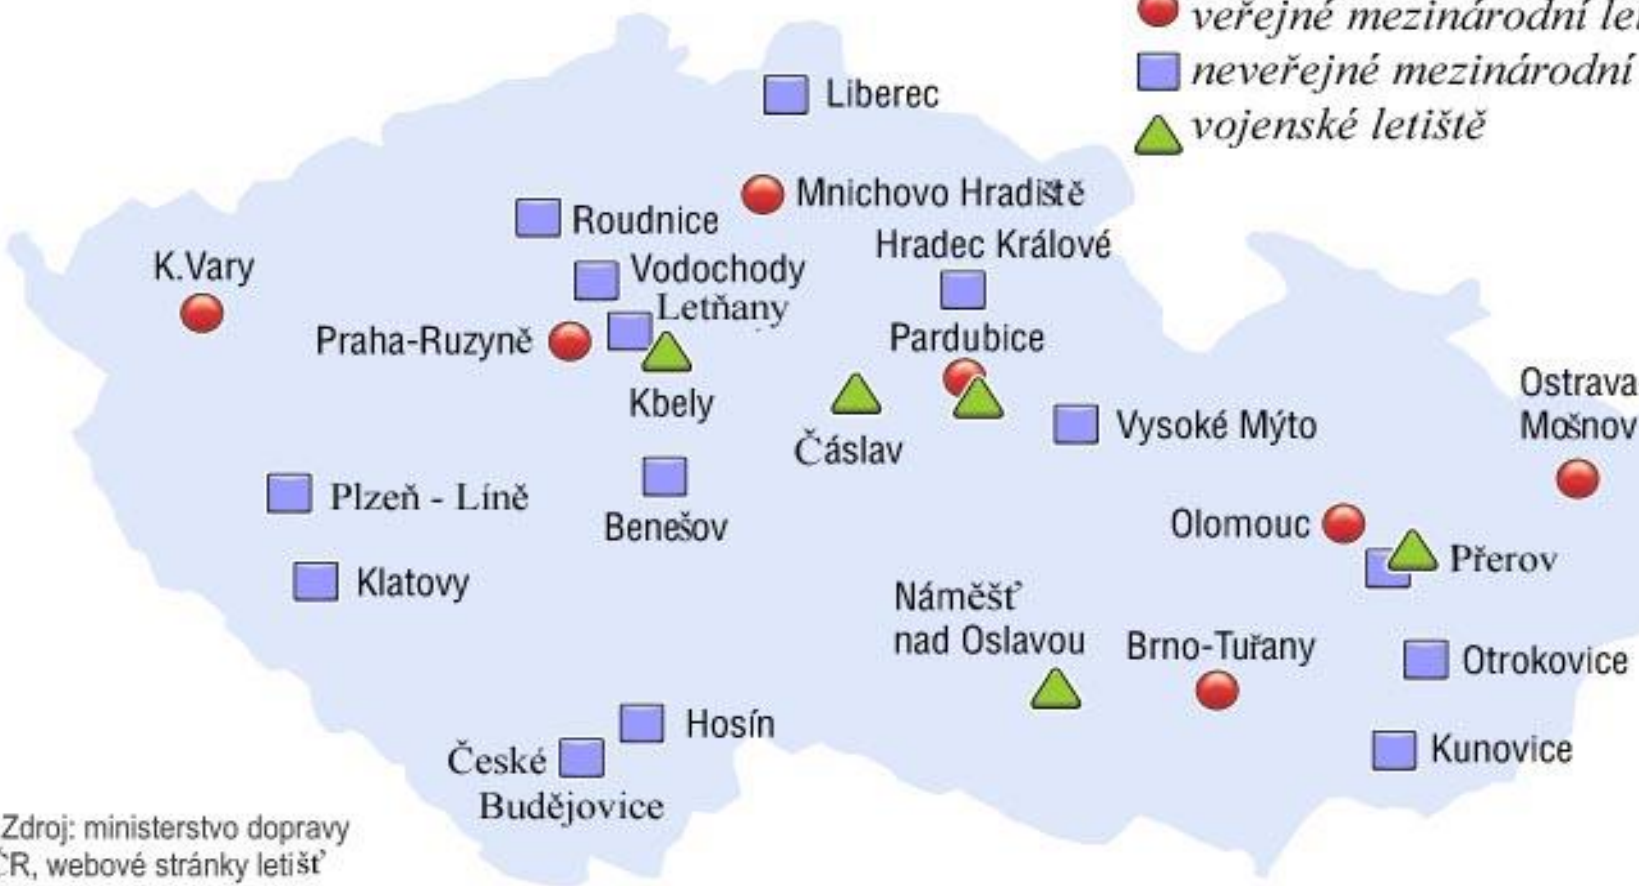 veřejné mezinárodní
neveřejné mezinárodní
vojenské letiště
Liberec
Mnichovo Hradiště
Roudnice
Hradec Králové
K.Vary
Vodochody
Letňany
Praha-Ruzyně
Pardubice
Kbely
Čáslav
Vysoké Mýto
Ostrava
Mošnov
Plzeň - Líně
Benešov
Olomouc
Přerov
Klatovy
Náměšť
nad Oslavou
Brno-Tuřany
Otrokovice
Hosín
České
Budějovice
Kunovice
Zdroj: ministerstvo dopravy
ČR, webové stránky letišť